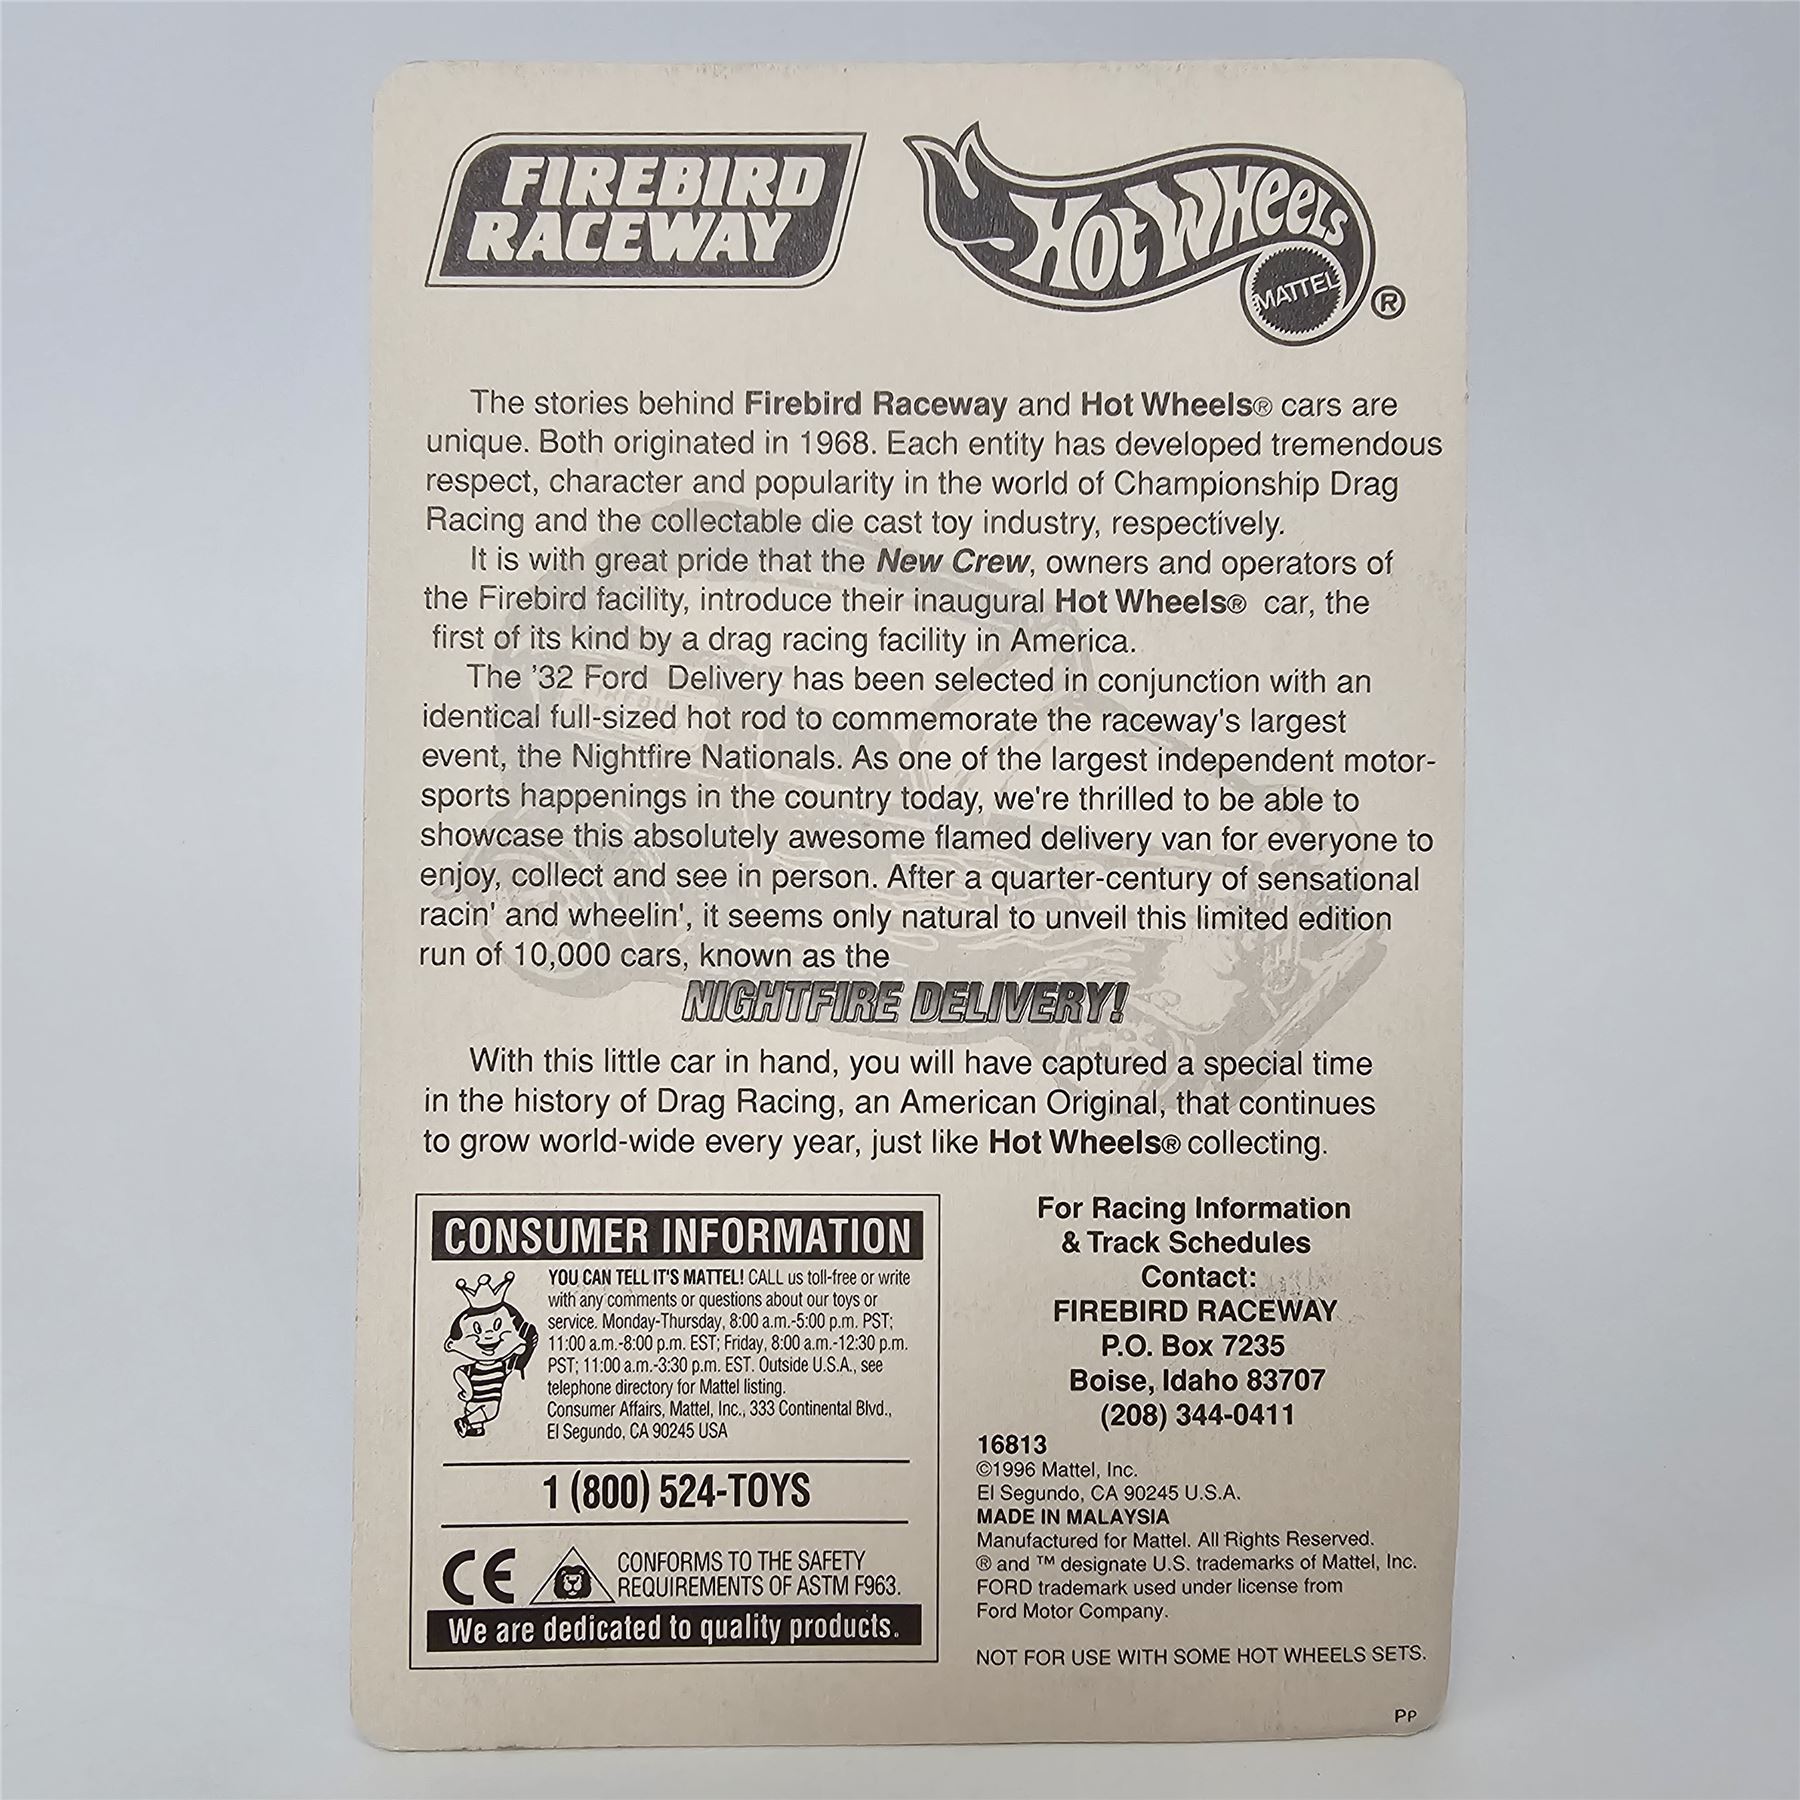 FIREBIRD
RACEWAY
Hot Wheels
MATTEL
®
The stories behind Firebird Raceway and Hot Wheels® cars are
unique. Both originated in 1968. Each entity has developed tremendous
respect, character and popularity in the world of Championship Drag
Racing and the collectable die cast toy industry, respectively.
It is with great pride that the New Crew, owners and operators of
the Firebird facility, introduce their inaugural Hot Wheels® car, the
first of its kind by a drag racing facility in America.
The '32 Ford Delivery has been selected in conjunction with an
identical full-sized hot rod to commemorate the raceway's largest
event, the Nightfire Nationals. As one of the largest independent motor-
sports happenings in the country today, we're thrilled to be able to
showcase this absolutely awesome flamed delivery van for everyone to
enjoy, collect and see in person. After a quarter-century of sensational
racin' and wheelin', it seems only natural to unveil this limited edition
run of 10,000 cars, known as the
NIGHTFIRE DELIVERY!
With this little car in hand, you will have captured a special time
in the history of Drag Racing, an American Original, that continues
to grow world-wide every year, just like Hot Wheels® collecting.
CONSUMER INFORMATION
YOU CAN TELL IT'S MATTEL! CALL us toll-free or write
with any comments or questions about our toys or
service. Monday-Thursday, 8:00 a.m.-5:00 p.m. PST;
11:00 a.m.-8:00 p.m. EST; Friday, 8:00 a.m.-12:30 p.m.
PST; 11:00 a.m.-3:30 p.m. EST. Outside U.S.A., see
telephone directory for Mattel listing.
Consumer Affairs, Mattel, Inc., 333 Continental Blvd.,
El Segundo, CA 90245 USA
1 (800) 524-TOYS
CE
CONFORMS TO THE SAFETY
REQUIREMENTS OF ASTM F963.
We are dedicated to quality products.
For Racing Information
& Track Schedules
Contact:
FIREBIRD RACEWAY
P.O. Box 7235
Boise, Idaho 83707
(208) 344-0411
16813
©1996 Mattel, Inc.
El Segundo, CA 90245 U.S.A.
MADE IN MALAYSIA
Manufactured for Mattel. All Rights Reserved.
® and ™ designate U.S. trademarks of Mattel, Inc.
FORD trademark used under license from
Ford Motor Company.
NOT FOR USE WITH SOME HOT WHEELS SETS.
PP